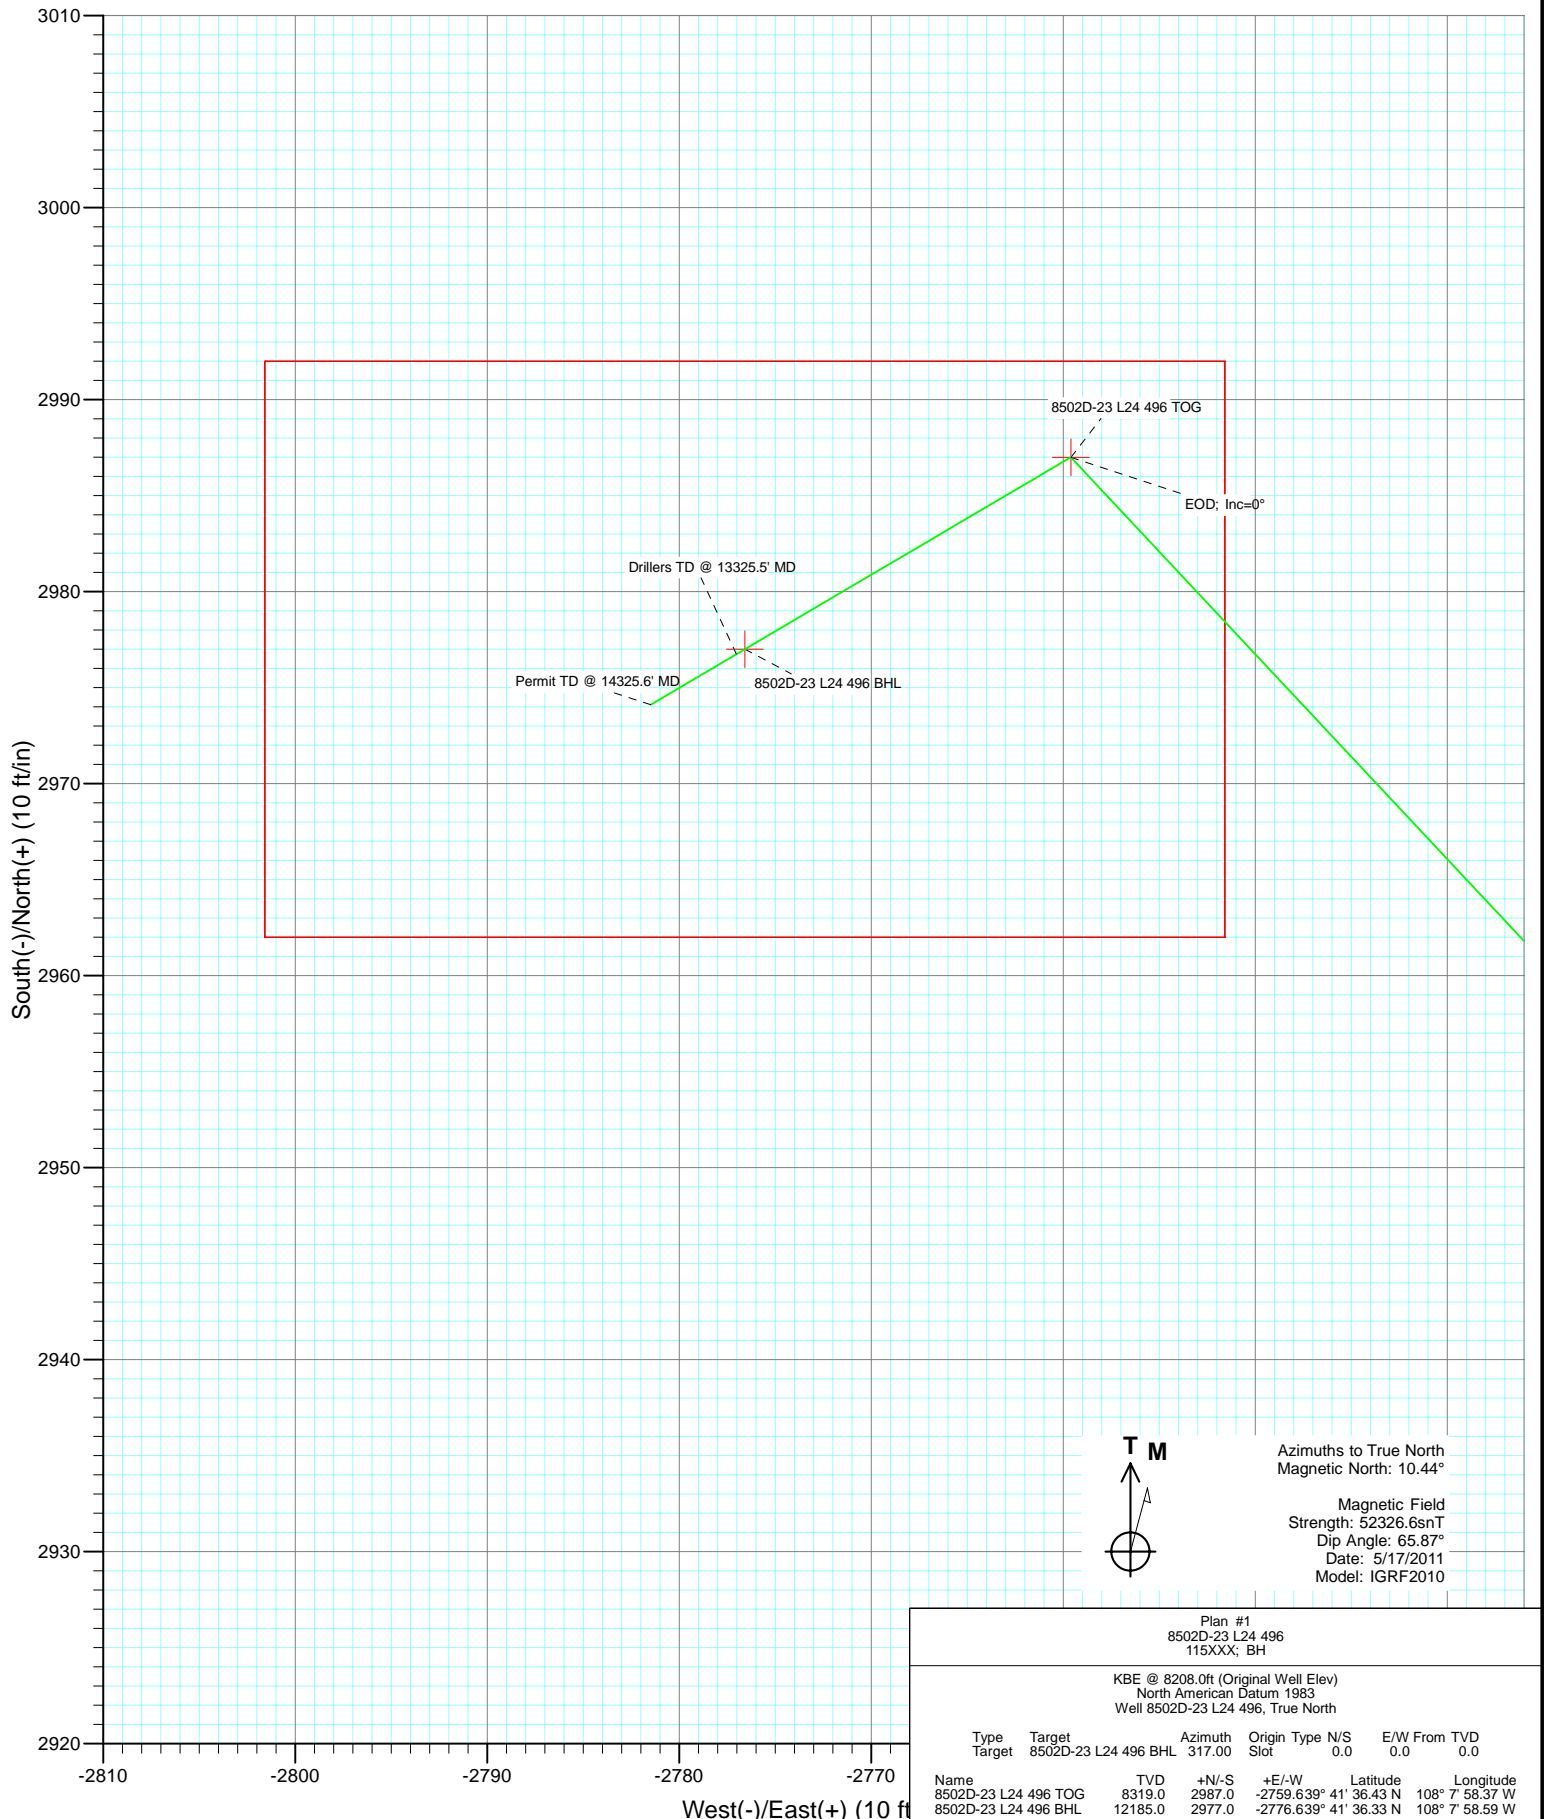 3010
3000
2990
2980
2970
2960
2950
2940
2930
2920
South(-)/North(+) (10 ft/in)
8502D-23 L24 496 TOG
EOD; Inc=0°
Drillers TD @ 13325.5' MD
Permit TD @ 14325.6' MD
8502D-23 L24 496 BHL
T M
Azimuths to True North
Magnetic North: 10.44°
Magnetic Field
Strength: 52326.6snT
Dip Angle: 65.87°
Date: 5/17/2011
Model: IGRF2010
Plan #1
8502D-23 L24 496
115XXX; BH
KBE @ 8208.0ft (Original Well Elev)
North American Datum 1983
Well 8502D-23 L24 496, True North
Type Target Azimuth Origin Type N/S E/W From TVD
Target 8502D-23 L24 496 BHL 317.00 Slot 0.0 0.0 0.0
Name TVD +N/-S +E/-W Latitude Longitude
8502D-23 L24 496 TOG 8319.0 2987.0 -2759.639° 41' 36.43 N 108° 7' 58.37 W
8502D-23 L24 496 BHL 12185.0 2977.0 -2776.639° 41' 36.33 N 108° 7' 58.59 W
-2810 -2800 -2790 -2780 -2770
West(-)/East(+) (10 ft